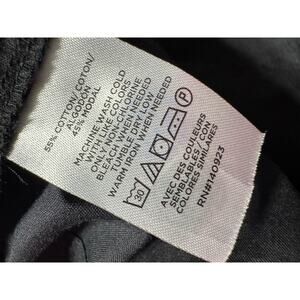 55% COTTON/COTON/
ALGODÓN
45% MODAL
MACHINE WASH COLD
WITH LIKE COLORS
ONLY NON-CHLORINE
BLEACH WHEN NEEDED
TUMBLE DRY LOW
WARM IRON WHEN NEEDED
30 P
AVEC DES COULEURS
SEMBLABLES / CON
COLORES SIMILARES
RN#140923